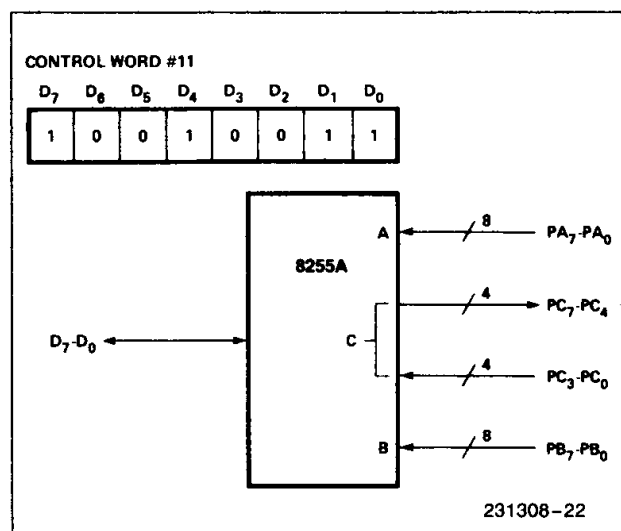 CONTROL WORD #11
D7 D6 D5 D4 D3 D2 D1 D0
1 0 0 1 0 0 1 1
A 8 PA7-PA0
8255A
4 PC7-PC4
D7-D0 C
4 PC3-PC0
B 8 PB7-PB0
231308-22